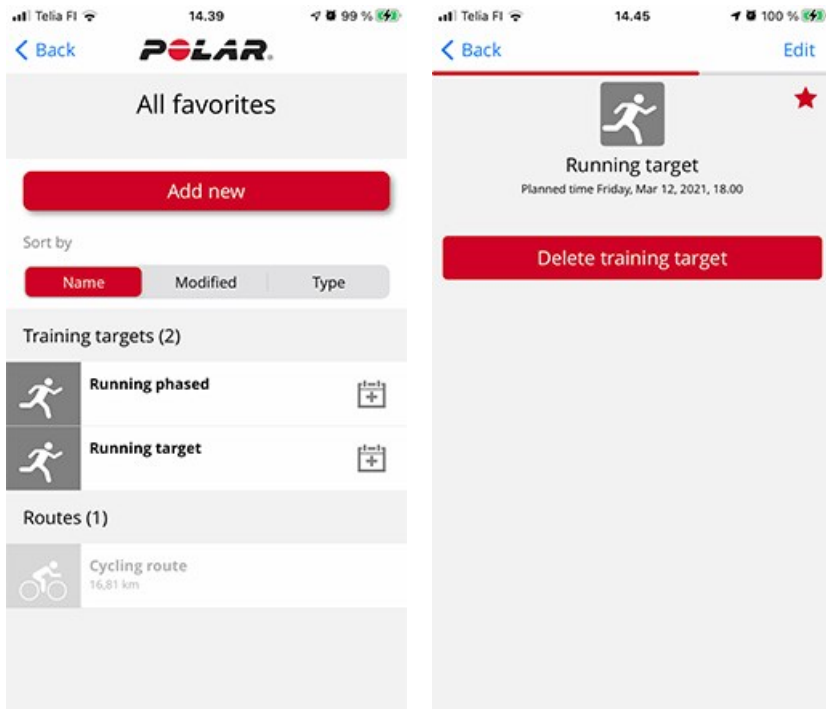 Telia FI 14.39 99 %
Back POLAR.
All favorites
Add new
Sort by
Name Modified Type
Training targets (2)
Running phased
Running target
Routes (1)
Cycling route
16,81 km
Telia FI 14.45 100 %
Back Edit
Running target
Planned time Friday, Mar 12, 2021, 18.00
Delete training target